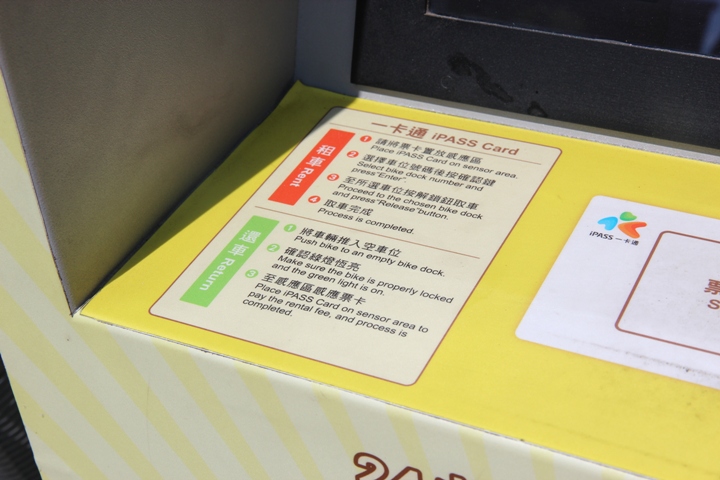 一卡通 iPASS Card
租車 Rent
1 請將票卡置放感應區
Place iPASS Card on sensor area.
2 選擇車位號碼後按確認鍵
Select bike dock number and
press"Enter"
3 至所選車位按解鎖鈕取車
Proceed to the chosen bike dock
and press"Release"button.
4 取車完成
Process is completed.
還車 Return
1 將車輛推入空車位
Push bike to an empty bike dock.
2 確認綠燈恆亮
Make sure the bike is properly locked
and the green light is on.
3 至感應區感應票卡
Place iPASS Card on sensor area to
pay the rental fee, and process is
completed.
iPASS 一卡通